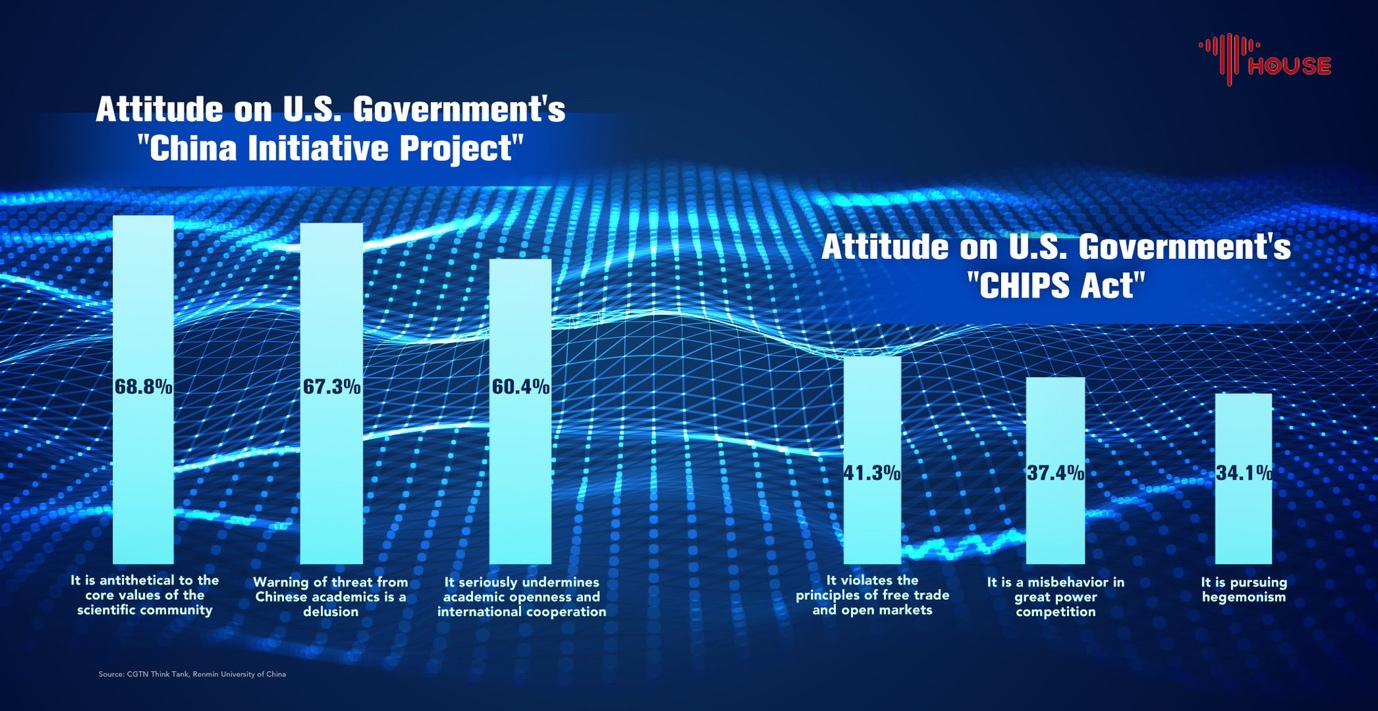 HOUSE
Attitude on U.S. Government's
"China Initiative Project"
68.8%
67.3%
60.4%
It is antithetical to the
core values of the
scientific community
Warning of threat from
Chinese academics is a
delusion
It seriously undermines
academic openness and
international cooperation
Attitude on U.S. Government's
"CHIPS Act"
41.3%
37.4%
34.1%
It violates the
principles of free trade
and open markets
It is a misbehavior in
great power
competition
It is pursuing
hegemonism
Source: CGTN Think Tank, Renmin University of China